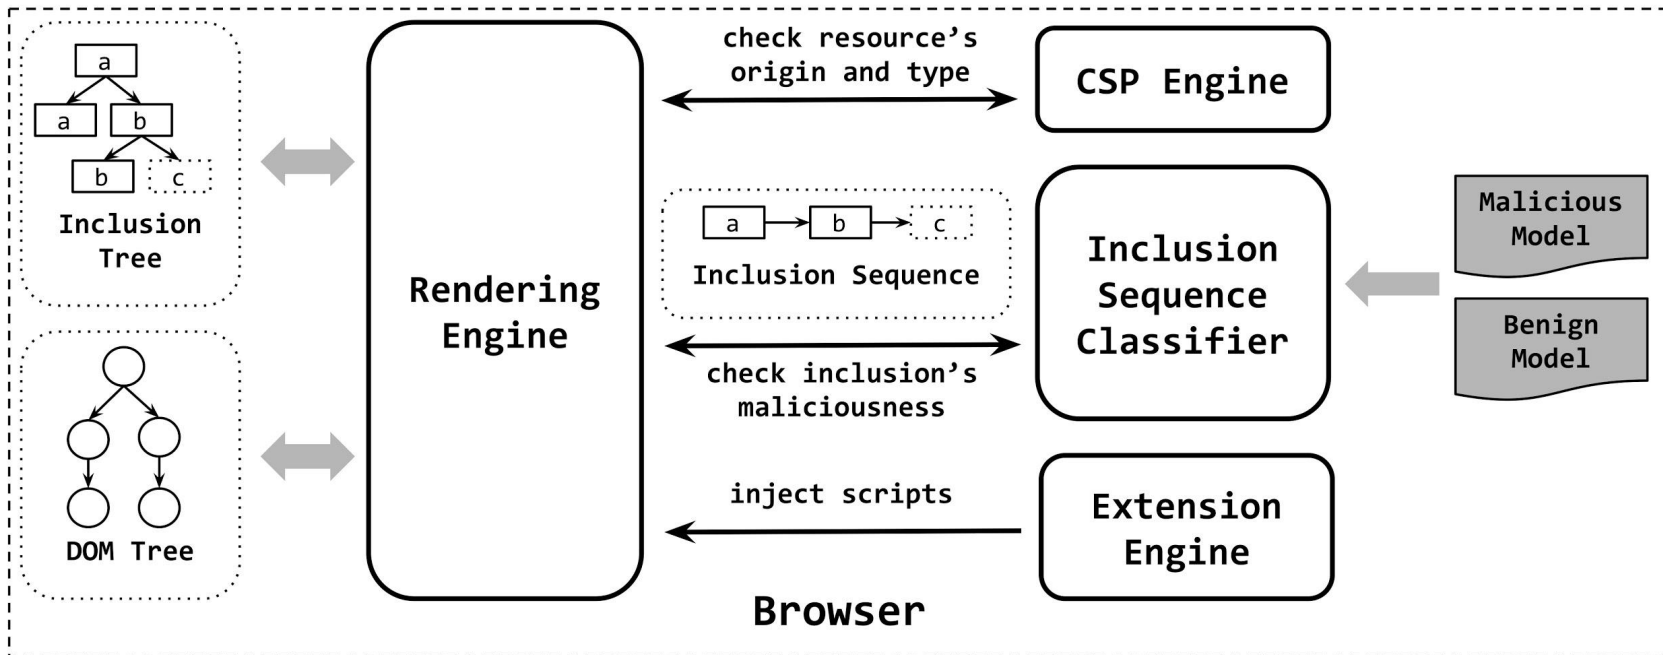 a
a b
b c
Inclusion
Tree
DOM Tree
Rendering
Engine
check resource’s
origin and type
a b c
Inclusion Sequence
check inclusion’s
maliciousness
inject scripts
CSP Engine
Inclusion
Sequence
Classifier
Extension
Engine
Malicious
Model
Benign
Model
Browser